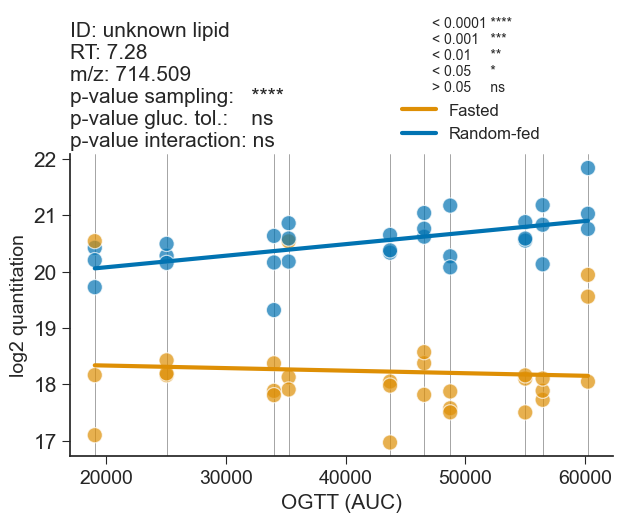 ID: unknown lipid
RT: 7.28
m/z: 714.509
p-value sampling: ****
p-value gluc. tol.: ns
p-value interaction: ns
< 0.0001 ****
< 0.001 ***
< 0.01 **
< 0.05 *
> 0.05 ns
Fasted
Random-fed
22
21
20
19
18
17
log2 quantitation
20000 30000 40000 50000 60000
OGTT (AUC)